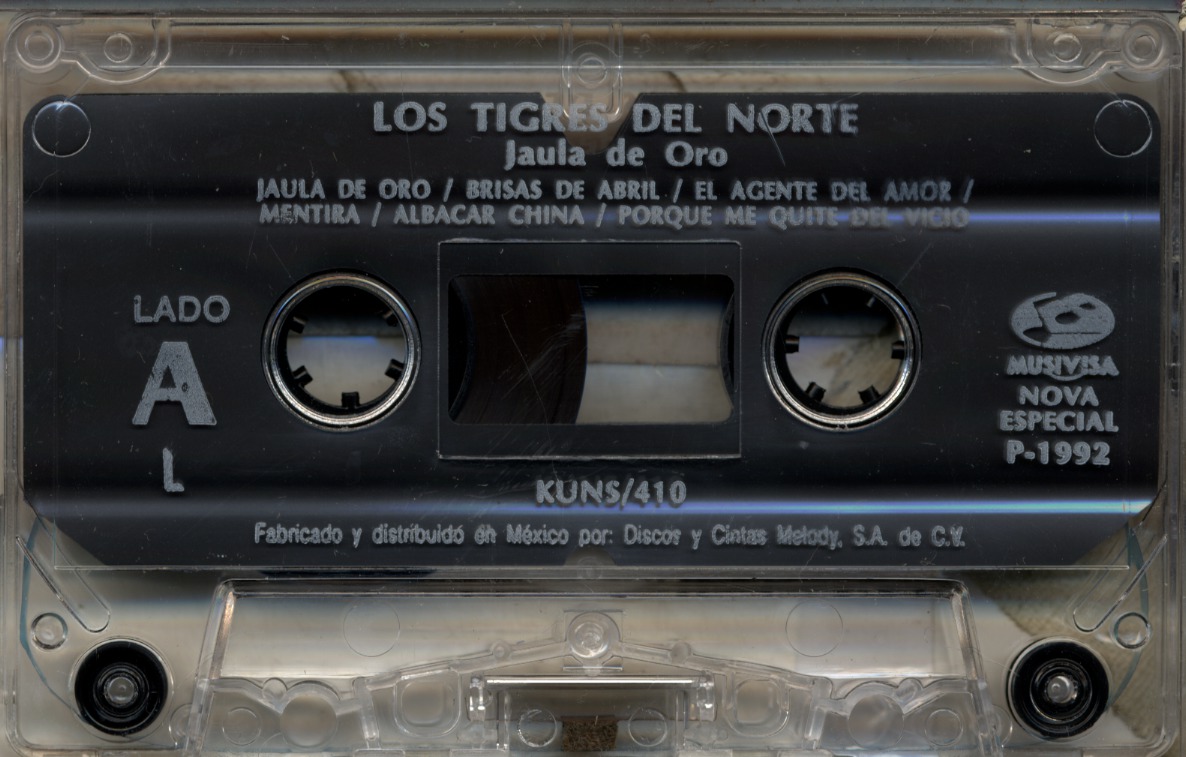 LOS TIGRES DEL NORTE
Jaula de Oro
JAULA DE ORO / BRISAS DE ABRIL / EL AGENTE DEL AMOR /
MENTIRA / ALBACAR CHINA / PORQUE ME QUITE DEL VICIO
LADO
A
L
MUSIVISA
NOVA
ESPECIAL
P-1992
KUNS/410
Fabricado y distribuidó en México por: Discos y Cintas Melody, S.A. de C.V.